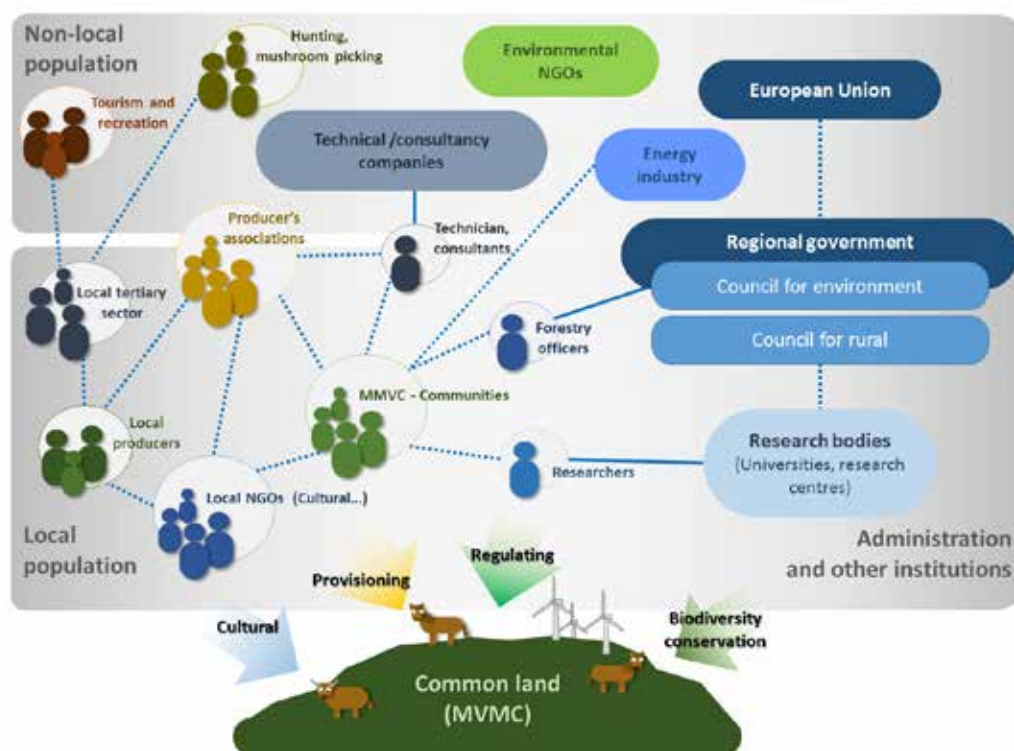 Non-local
population
Hunting,
mushroom picking
Environmental
NGOs
European Union
Tourism and
recreation
Technical /consultancy
companies
Energy
industry
Producer's
associations
Technician,
consultants
Regional government
Council for environment
Council for rural
Local tertiary
sector
Forestry
officers
MMVC - Communities
Local
producers
Research bodies
(Universities, research
centres)
Researchers
Local NGOs (Cultural...)
Local
population
Administration
and other institutions
Regulating
Provisioning
Cultural
Biodiversity
conservation
Common land
(MVMC)